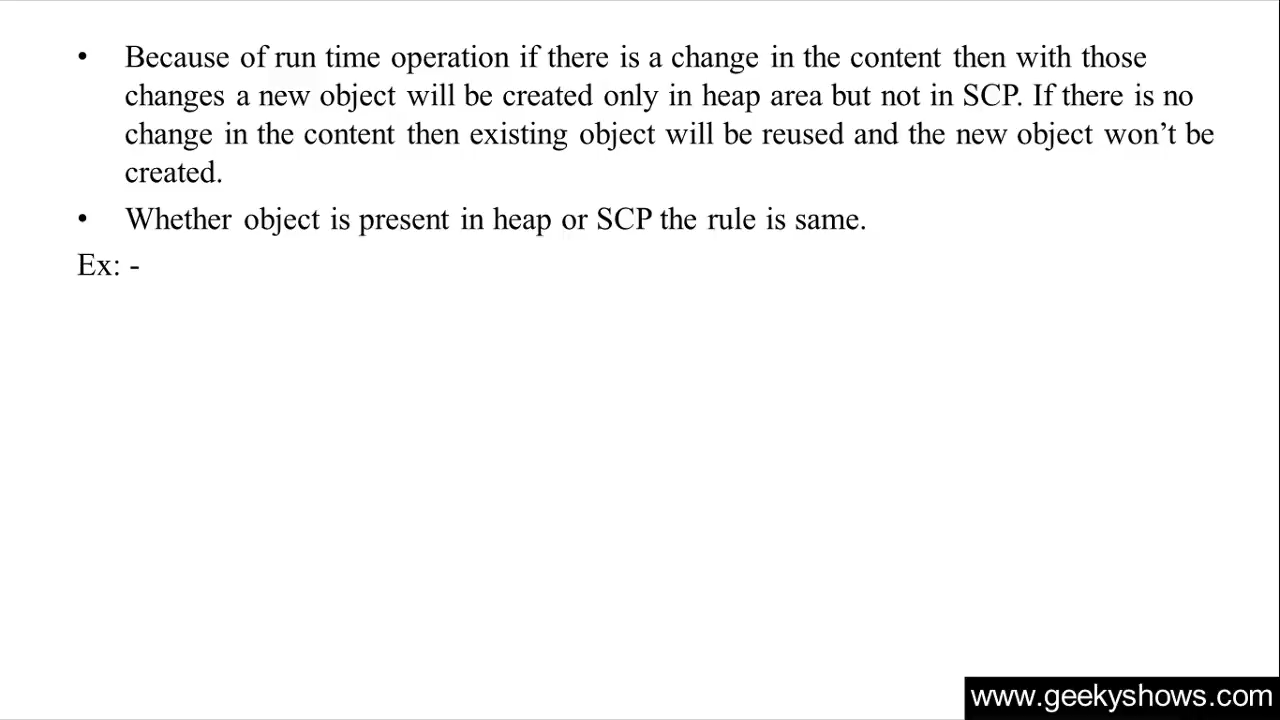 • Because of run time operation if there is a change in the content then with those
changes a new object will be created only in heap area but not in SCP. If there is no
change in the content then existing object will be reused and the new object won’t be
created.
• Whether object is present in heap or SCP the rule is same.
Ex: -
www.geekyshows.com